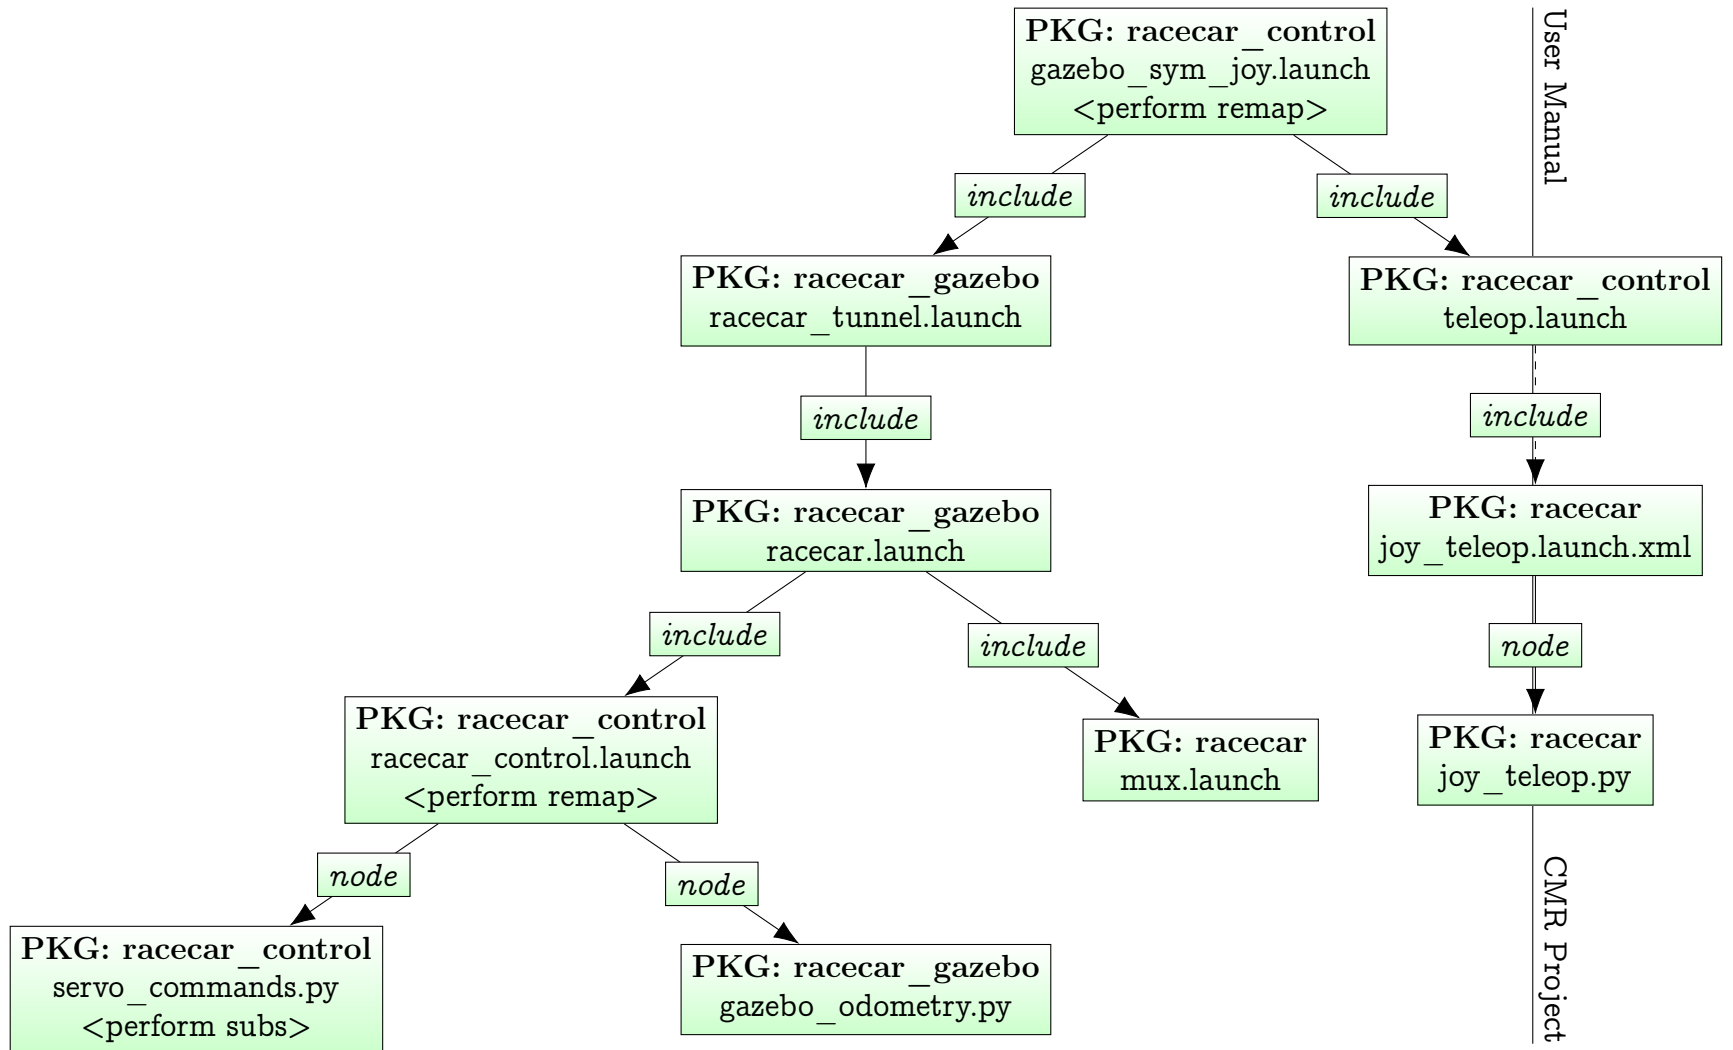 PKG: racecar_control
gazebo_sym_joy.launch
<perform remap>
User Manual
include
include
PKG: racecar_gazebo
racecar_tunnel.launch
PKG: racecar_control
teleop.launch
include
include
PKG: racecar_gazebo
racecar.launch
PKG: racecar
joy_teleop.launch.xml
include
include
node
PKG: racecar_control
racecar_control.launch
<perform remap>
PKG: racecar
mux.launch
PKG: racecar
joy_teleop.py
node
node
CMR Project
PKG: racecar_control
servo_commands.py
<perform subs>
PKG: racecar_gazebo
gazebo_odometry.py